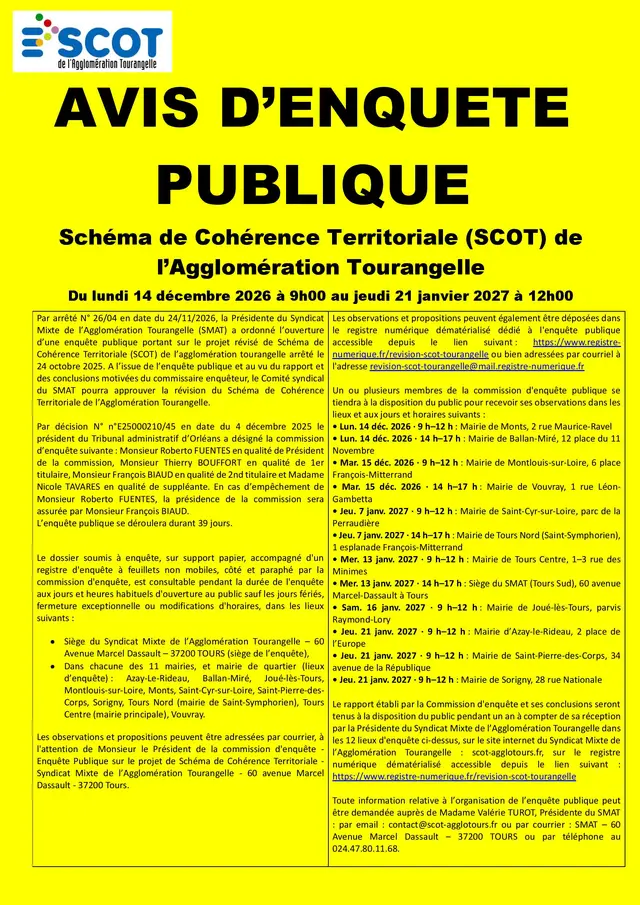 SCOT
de l'Agglomération Tourangelle
AVIS D'ENQUETE
PUBLIQUE
Schéma de Cohérence Territoriale (SCOT) de
l'Agglomération Tourangelle
Du lundi 14 décembre 2026 à 9h00 au jeudi 21 janvier 2027 à 12h00
Par arrêté N° 26/04 en date du 24/11/2026, la Présidente du Syndicat
Mixte de l'Agglomération Tourangelle (SMAT) a ordonné l'ouverture
d'une enquête publique portant sur le projet révisé de Schéma de
Cohérence Territoriale (SCOT) de l'agglomération tourangelle arrêté le
24 octobre 2025. A l'issue de l'enquête publique et au vu du rapport et
des conclusions motivées du commissaire enquêteur, le Comité syndical
du SMAT pourra approuver la révision du Schéma de Cohérence
Territoriale de l'Agglomération Tourangelle.
Par décision N° n°E25000210/45 en date du 4 décembre 2025 le
président du Tribunal administratif d'Orléans a désigné la commission
d'enquête suivante : Monsieur Roberto FUENTES en qualité de Président
de la commission, Monsieur Thierry BOUFFORT en qualité de 1er
titulaire, Monsieur François BIAUD en qualité de 2nd titulaire et Madame
Nicole TAVARES en qualité de suppléante. En cas d'empêchement de
Monsieur Roberto FUENTES, la présidence de la commission sera
assurée par Monsieur François BIAUD.
L'enquête publique se déroulera durant 39 jours.
Le dossier soumis à enquête, sur support papier, accompagné d'un
registre d'enquête à feuillets non mobiles, côté et paraphé par la
commission d'enquête, est consultable pendant la durée de l'enquête
aux jours et heures habituels d'ouverture au public sauf les jours fériés,
fermeture exceptionnelle ou modifications d'horaires, dans les lieux
suivants :
• Siège du Syndicat Mixte de l'Agglomération Tourangelle – 60
Avenue Marcel Dassault – 37200 TOURS (siège de l'enquête),
• Dans chacune des 11 mairies, et mairie de quartier (lieux
d'enquête) : Azay-Le-Rideau, Ballan-Miré, Joué-lès-Tours,
Montlouis-sur-Loire, Monts, Saint-Cyr-sur-Loire, Saint-Pierre-des-
Corps, Sorigny, Tours Nord (mairie de Saint-Symphorien), Tours
Centre (mairie principale), Vouvray.
Les observations et propositions peuvent être adressées par courrier, à
l'attention de Monsieur le Président de la commission d'enquête -
Enquête Publique sur le projet de Schéma de Cohérence Territoriale -
Syndicat Mixte de l'Agglomération Tourangelle - 60 avenue Marcel
Dassault - 37200 Tours.
Les observations et propositions peuvent également être déposées dans
le registre numérique dématérialisé dédié à l'enquête publique
accessible depuis le lien suivant : https://www.registre-
numerique.fr/revision-scot-tourangelle ou bien adressées par courriel à
l'adresse revision-scot-tourangelle@mail.registre-numerique.fr
Un ou plusieurs membres de la commission d'enquête publique se
tiendra à la disposition du public pour recevoir ses observations dans les
lieux et aux jours et horaires suivants :
• Lun. 14 déc. 2026 · 9 h–12 h : Mairie de Monts, 2 rue Maurice-Ravel
• Lun. 14 déc. 2026 · 14 h–17 h : Mairie de Ballan-Miré, 12 place du 11
Novembre
• Mar. 15 déc. 2026 · 9 h–12 h : Mairie de Montlouis-sur-Loire, 6 place
François-Mitterrand
• Mar. 15 déc. 2026 · 14 h–17 h : Mairie de Vouvray, 1 rue Léon-
Gambetta
• Jeu. 7 janv. 2027 · 9 h–12 h : Mairie de Saint-Cyr-sur-Loire, parc de la
Perraudière
• Jeu. 7 janv. 2027 · 14 h–17 h : Mairie de Tours Nord (Saint-Symphorien),
1 esplanade François-Mitterrand
• Mer. 13 janv. 2027 · 9 h–12 h : Mairie de Tours Centre, 1–3 rue des
Minimes
• Mer. 13 janv. 2027 · 14 h–17 h : Siège du SMAT (Tours Sud), 60 avenue
Marcel-Dassault à Tours
• Sam. 16 janv. 2027 · 9 h–12 h : Mairie de Joué-lès-Tours, parvis
Raymond-Lory
• Jeu. 21 janv. 2027 · 9 h–12 h : Mairie d'Azay-le-Rideau, 2 place de
l'Europe
• Jeu. 21 janv. 2027 · 9 h–12 h : Mairie de Saint-Pierre-des-Corps, 34
avenue de la République
• Jeu. 21 janv. 2027 · 9 h–12 h : Mairie de Sorigny, 28 rue Nationale
Le rapport établi par la Commission d'enquête et ses conclusions seront
tenus à la disposition du public pendant un an à compter de sa réception
par la Présidente du Syndicat Mixte de l'Agglomération Tourangelle dans
les 12 lieux d'enquête ci-dessus, sur le site internet du Syndicat Mixte de
l'Agglomération Tourangelle : scot-agglotours.fr, sur le registre
numérique dématérialisé accessible depuis le lien suivant :
https://www.registre-numerique.fr/revision-scot-tourangelle
Toute information relative à l'organisation de l'enquête publique peut
être demandée auprès de Madame Valérie TUROT, Présidente du SMAT
: par email : contact@scot-agglotours.fr ou par courrier : SMAT – 60
Avenue Marcel Dassault – 37200 TOURS ou par téléphone au
024.47.80.11.68.